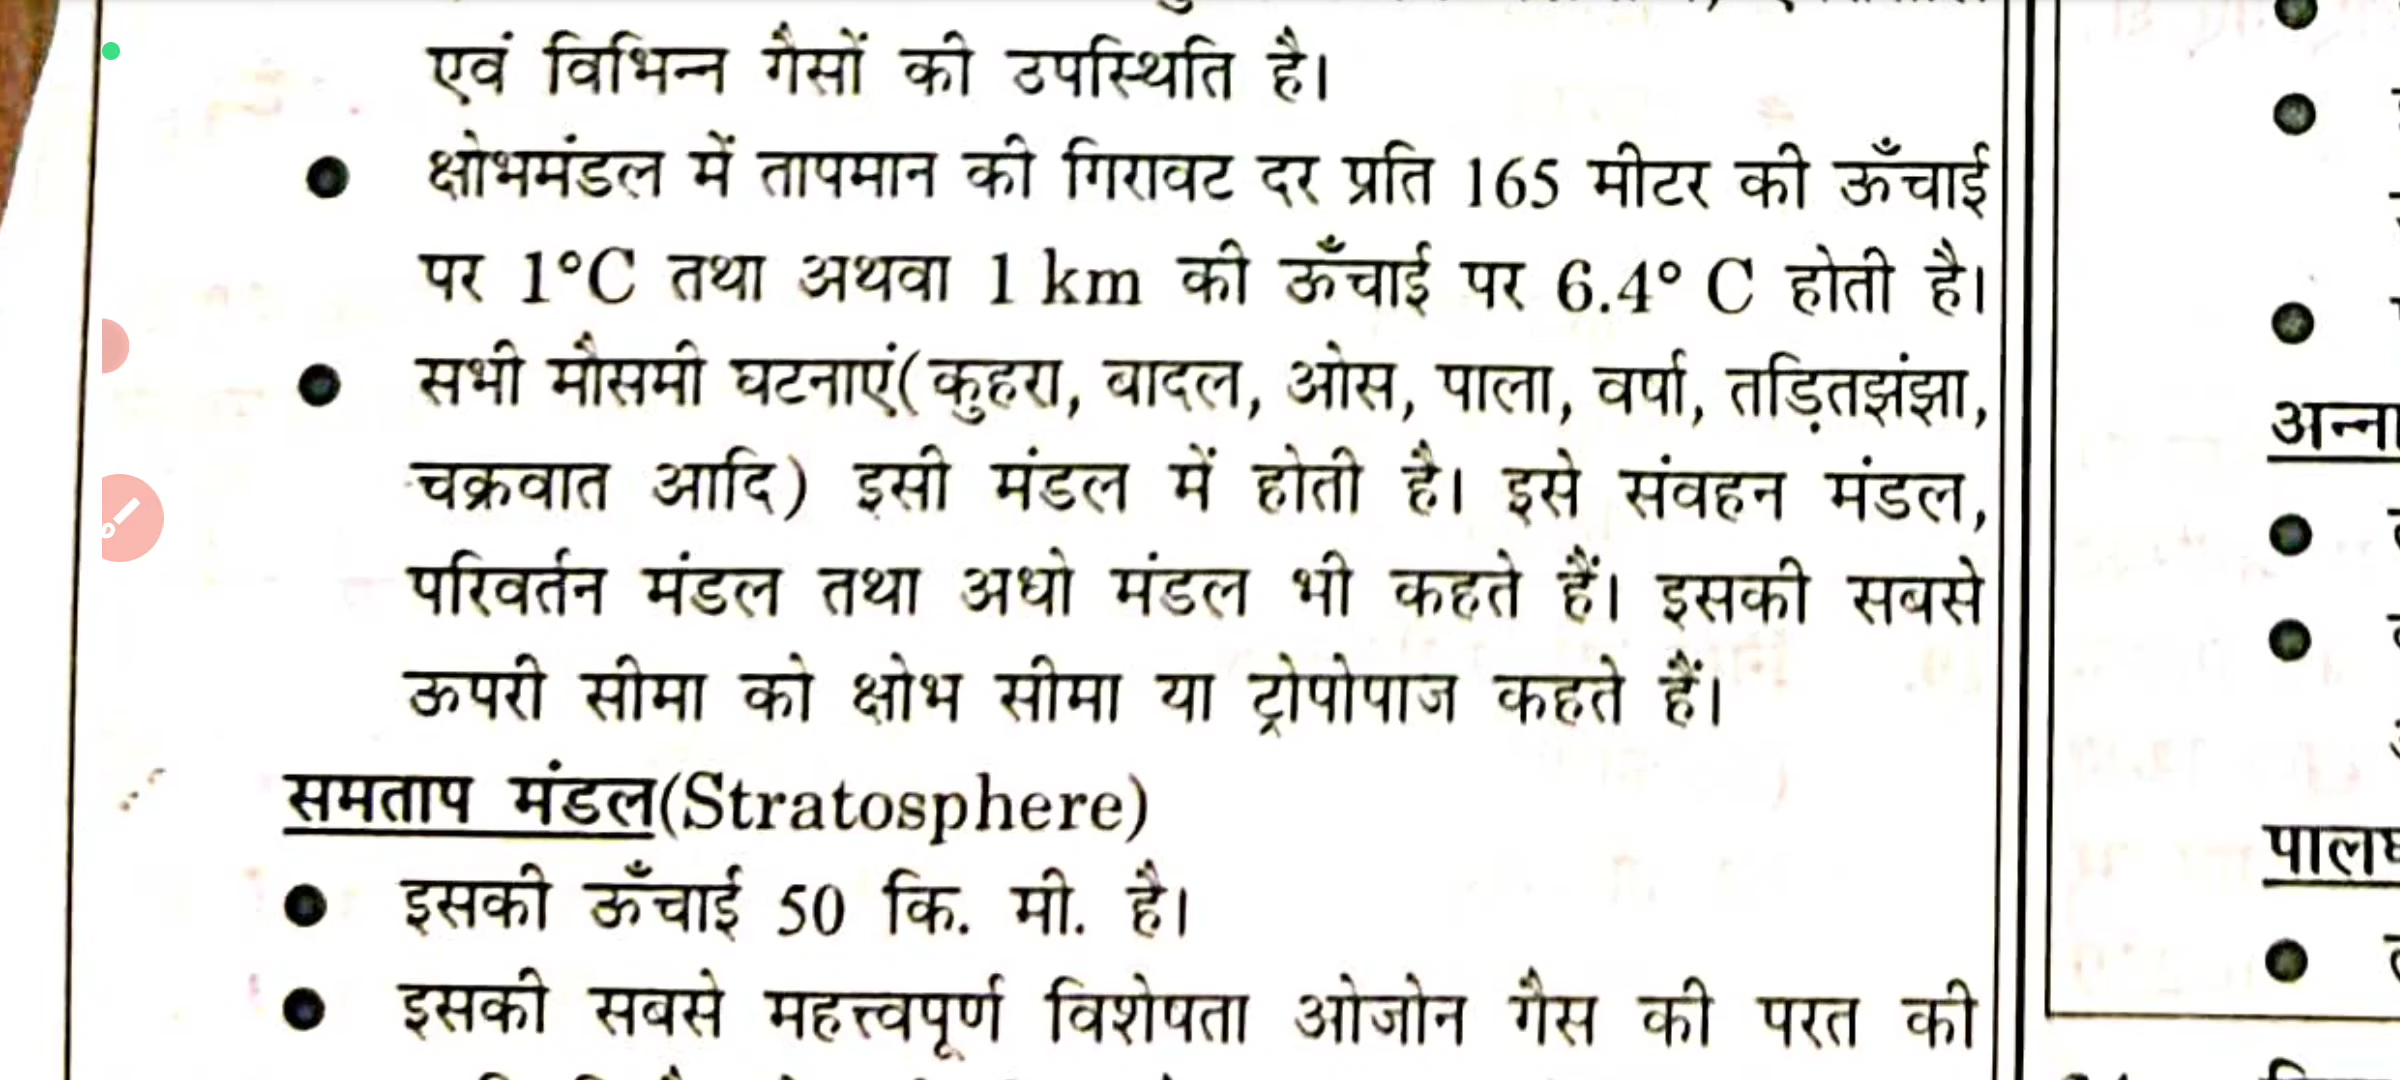 एवं विभिन्न गैसों की उपस्थिति है।
● क्षोभमंडल में तापमान की गिरावट दर प्रति 165 मीटर की ऊँचाई
पर 1°C तथा अथवा 1 km की ऊँचाई पर 6.4° C होती है।
● सभी मौसमी घटनाएं(कुहरा, बादल, ओस, पाला, वर्षा, तड़ितझंझा,
चक्रवात आदि) इसी मंडल में होती है। इसे संवहन मंडल,
परिवर्तन मंडल तथा अधो मंडल भी कहते हैं। इसकी सबसे
ऊपरी सीमा को क्षोभ सीमा या ट्रोपोपाज कहते हैं।
समताप मंडल(Stratosphere)
● इसकी ऊँचाई 50 कि. मी. है।
● इसकी सबसे महत्त्वपूर्ण विशेषता ओजोन गैस की परत की